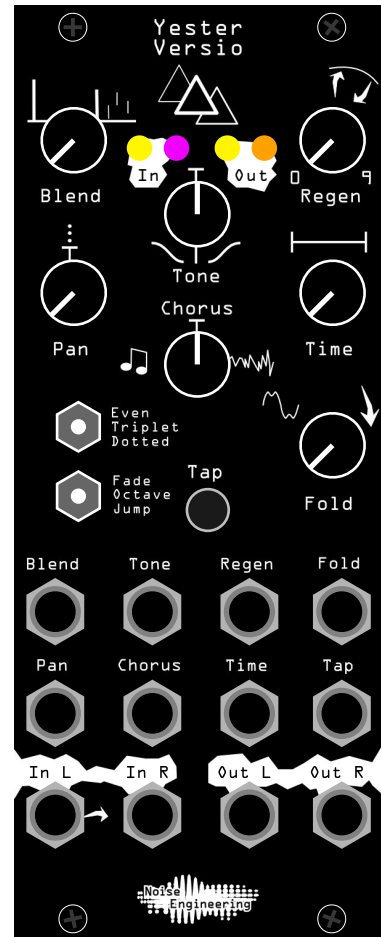 Yester
Versio
In
Out
Blend
0
9
Regen
Tone
Chorus
Pan
Time
Even
Triplet
Dotted
Fade
Octave
Jump
Tap
Fold
Blend
Tone
Regen
Fold
Pan
Chorus
Time
Tap
In L
In R
Out L
Out R
Noise
Engineering